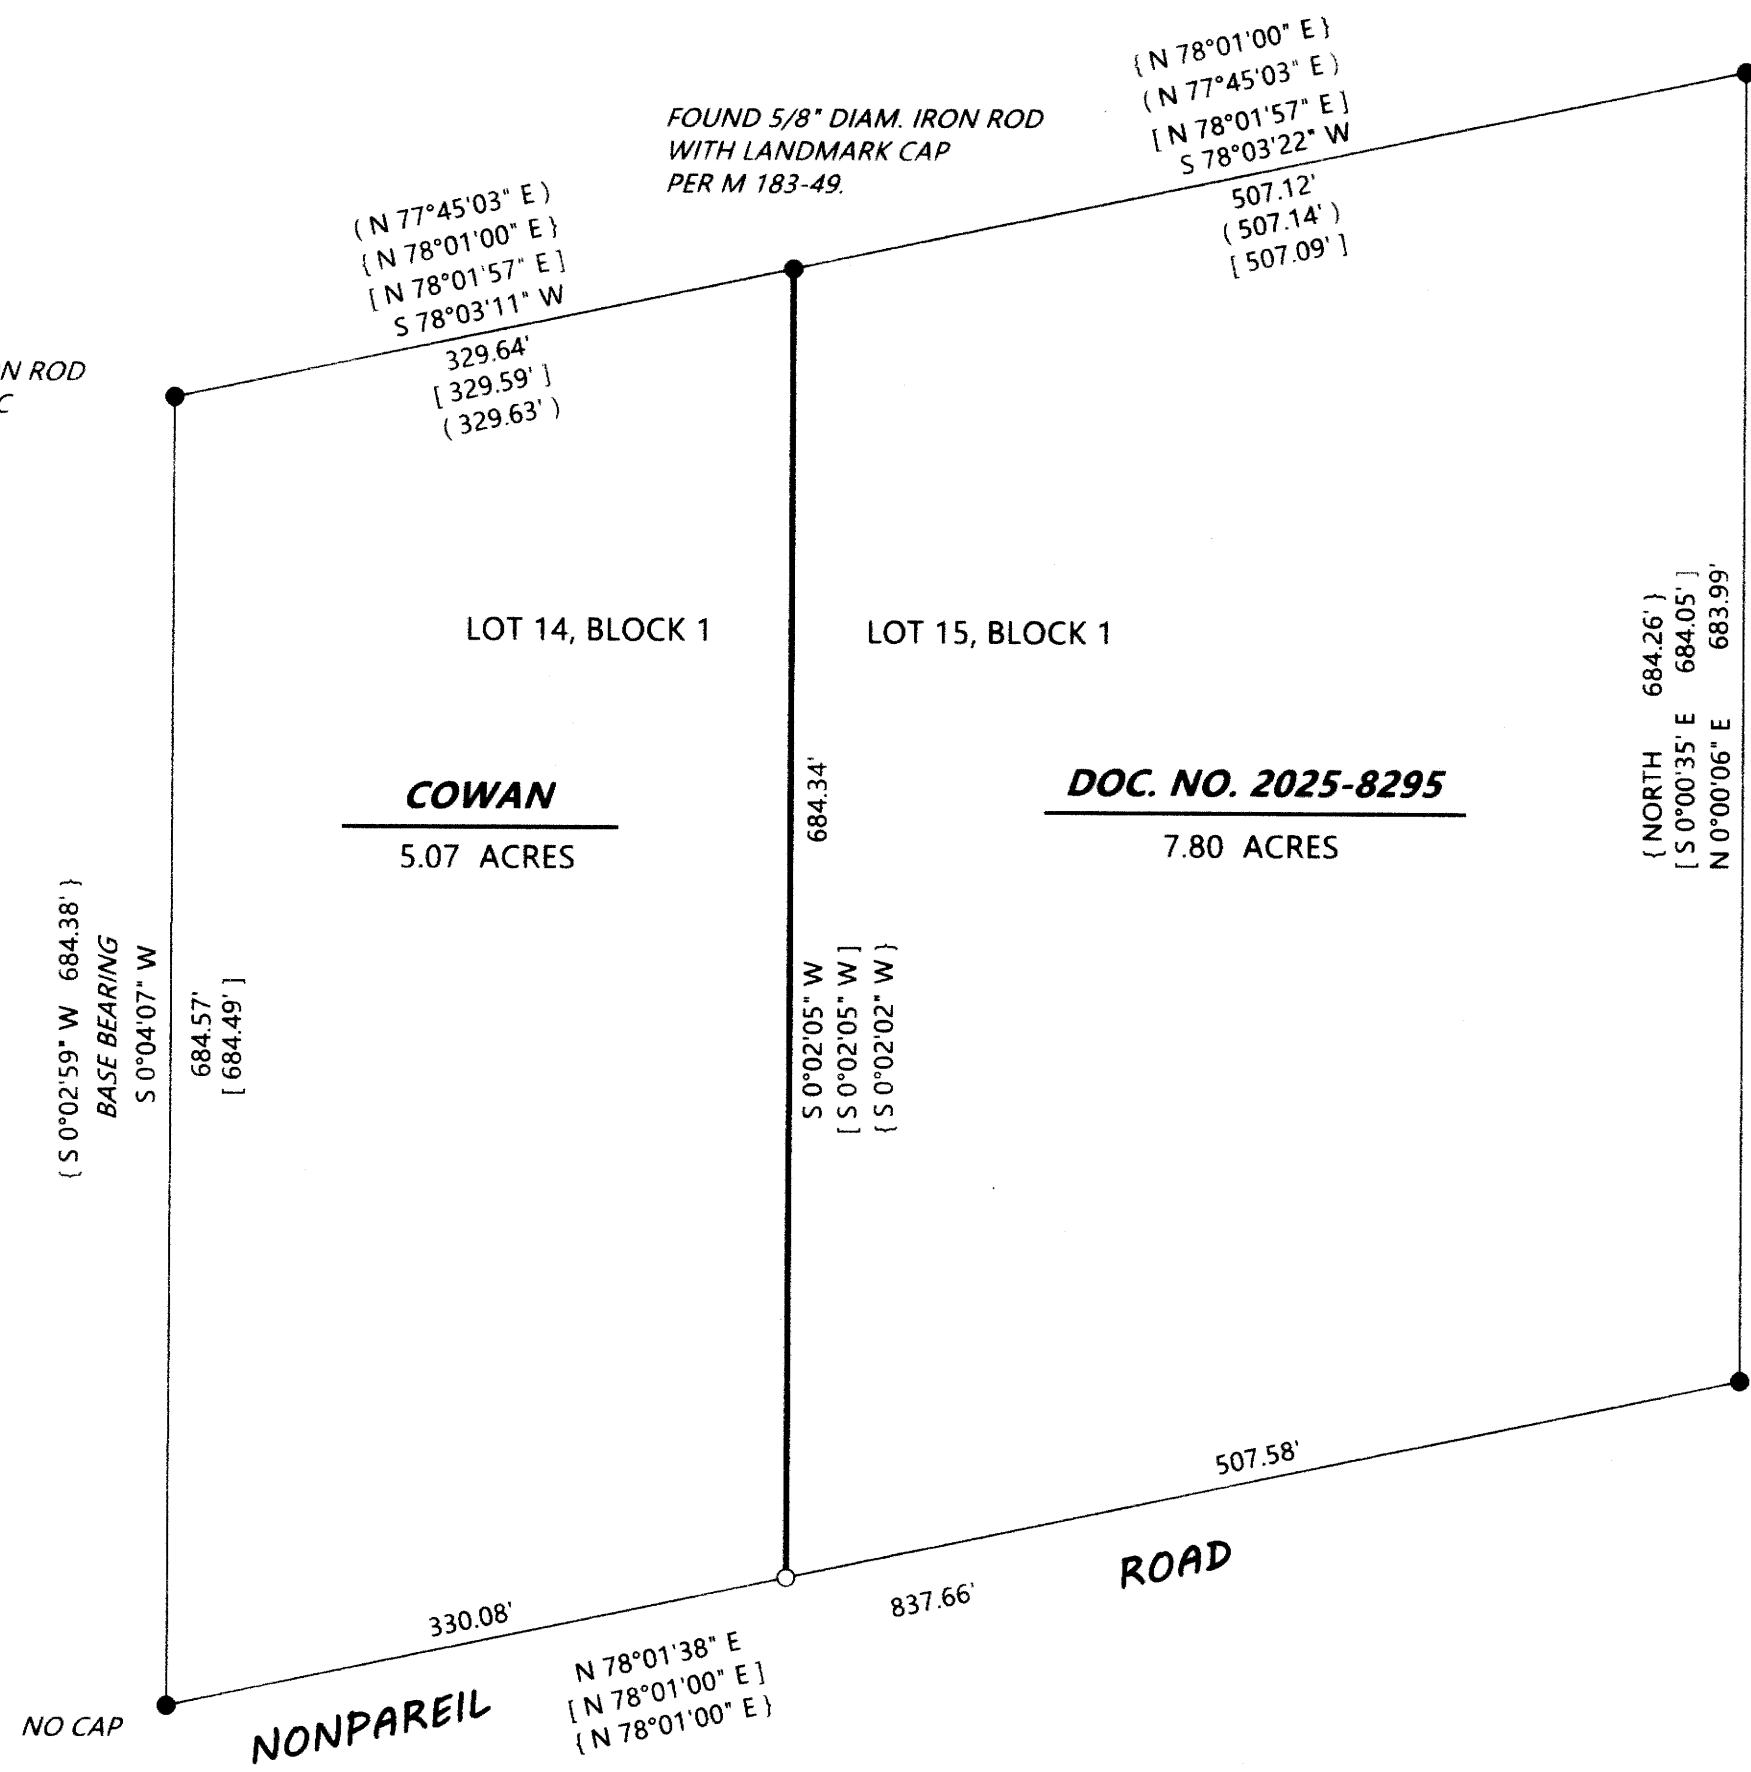 { N 78°01'00" E }
( N 77°45'03" E )
[ N 78°01'57" E ]
S 78°03'22" W
507.12'
( 507.14' )
[ 507.09' ]
FOUND 5/8" DIAM. IRON ROD
WITH LANDMARK CAP
PER M 183-49.
( N 77°45'03" E )
{ N 78°01'00" E }
[ N 78°01'57" E ]
S 78°03'11" W
329.64'
[ 329.59' ]
( 329.63' )
N ROD
C
LOT 14, BLOCK 1
LOT 15, BLOCK 1
COWAN
5.07 ACRES
DOC. NO. 2025-8295
7.80 ACRES
{ NORTH 684.26' }
[ S 0°00'35' E 684.05' ]
N 0°00'06" E 683.99'
684.34'
S 0°02'05" W
[ S 0°02'05" W ]
{ S 0°02'02" W }
{ S 0°02'59" W 684.38' }
BASE BEARING
S 0°04'07" W
684.57'
[ 684.49' ]
507.58'
330.08'
837.66'
N 78°01'38" E
[ N 78°01'00" E ]
{ N 78°01'00" E }
NO CAP
NONPAREIL ROAD